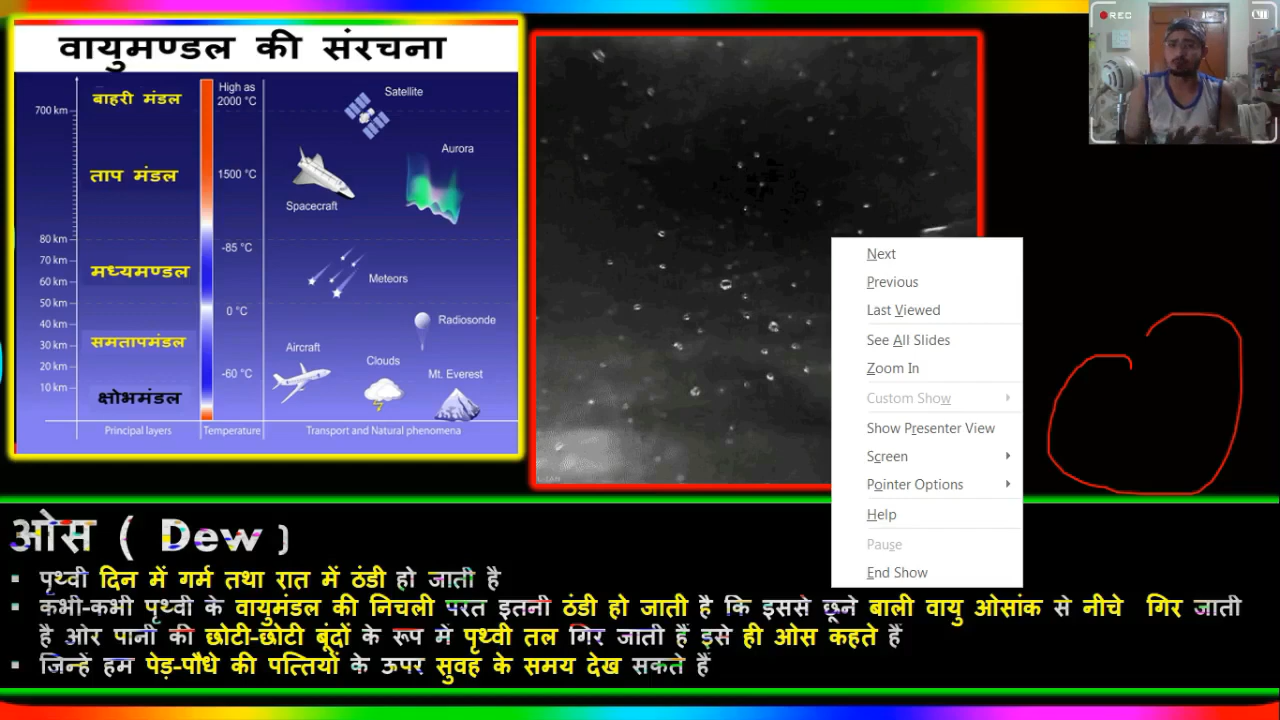 वायुमण्डल की संरचना
बाहरी मंडल
High as
2000 °C
Satellite
700 km
ताप मंडल
1500 °C
Aurora
Spacecraft
80 km
-85 °C
70 km
मध्यमण्डल
60 km
Meteors
50 km
0 °C
40 km
Radiosonde
30 km
समतापमंडल
Aircraft
20 km
-60 °C
Clouds
Mt. Everest
10 km
क्षोभमंडल
Principal layers
Temperature
Transport and Natural phenomena
REC
Next
Previous
Last Viewed
See All Slides
Zoom In
Custom Show
Show Presenter View
Screen
Pointer Options
Help
Pause
End Show
ओस ( Dew )
▪ पृथ्वी दिन में गर्म तथा रात में ठंडी हो जाती है
▪ कभी-कभी पृथ्वी के वायुमंडल की निचली परत इतनी ठंडी हो जाती है कि इससे छूने बाली वायु ओसांक से नीचे गिर जाती
है ओर पानी की छोटी-छोटी बूंदों के रूप में पृथ्वी तल गिर जाती हैं इसे ही ओस कहते हैं
▪ जिन्हें हम पेड़-पौधे की पत्तियों के ऊपर सुवह के समय देख सकते हैं